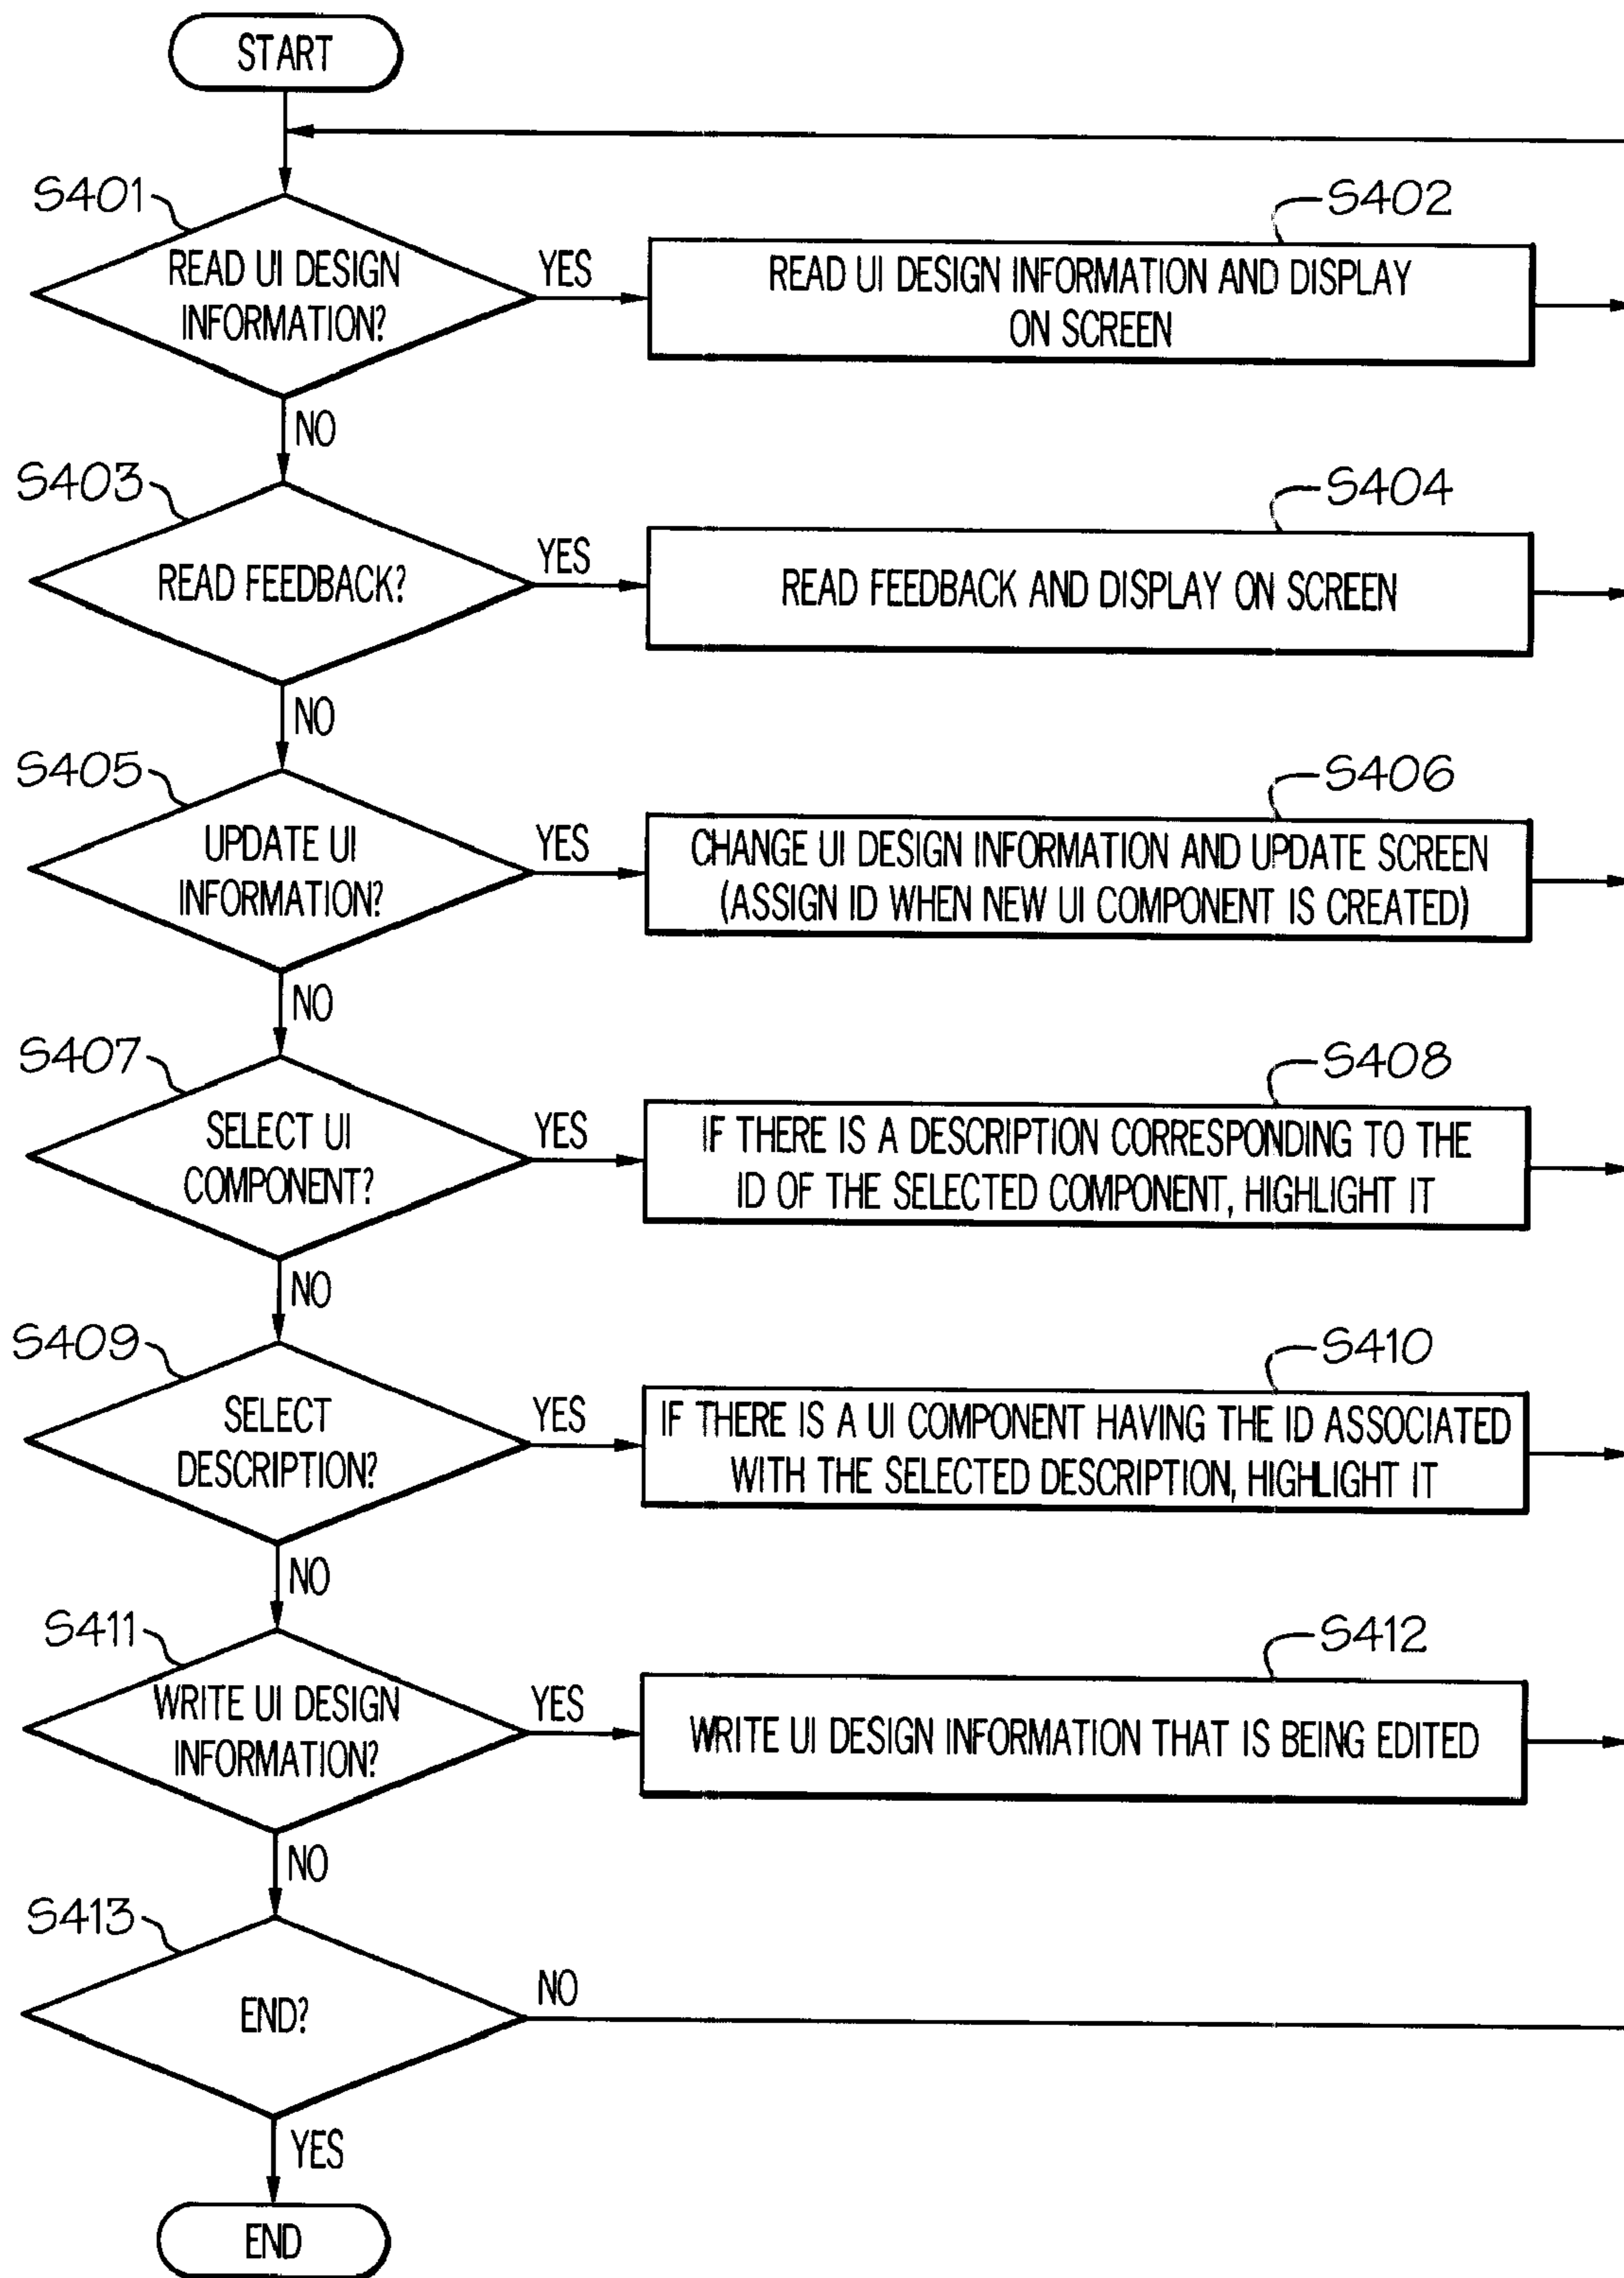 START
S401
READ UI DESIGN
INFORMATION?
YES
S402
READ UI DESIGN INFORMATION AND DISPLAY
ON SCREEN
NO
S403
READ FEEDBACK?
YES
S404
READ FEEDBACK AND DISPLAY ON SCREEN
NO
S405
UPDATE UI
INFORMATION?
YES
S406
CHANGE UI DESIGN INFORMATION AND UPDATE SCREEN
(ASSIGN ID WHEN NEW UI COMPONENT IS CREATED)
NO
S407
SELECT UI
COMPONENT?
YES
S408
IF THERE IS A DESCRIPTION CORRESPONDING TO THE
ID OF THE SELECTED COMPONENT, HIGHLIGHT IT
NO
S409
SELECT
DESCRIPTION?
YES
S410
IF THERE IS A UI COMPONENT HAVING THE ID ASSOCIATED
WITH THE SELECTED DESCRIPTION, HIGHLIGHT IT
NO
S411
WRITE UI DESIGN
INFORMATION?
YES
S412
WRITE UI DESIGN INFORMATION THAT IS BEING EDITED
NO
S413
END?
NO
YES
END